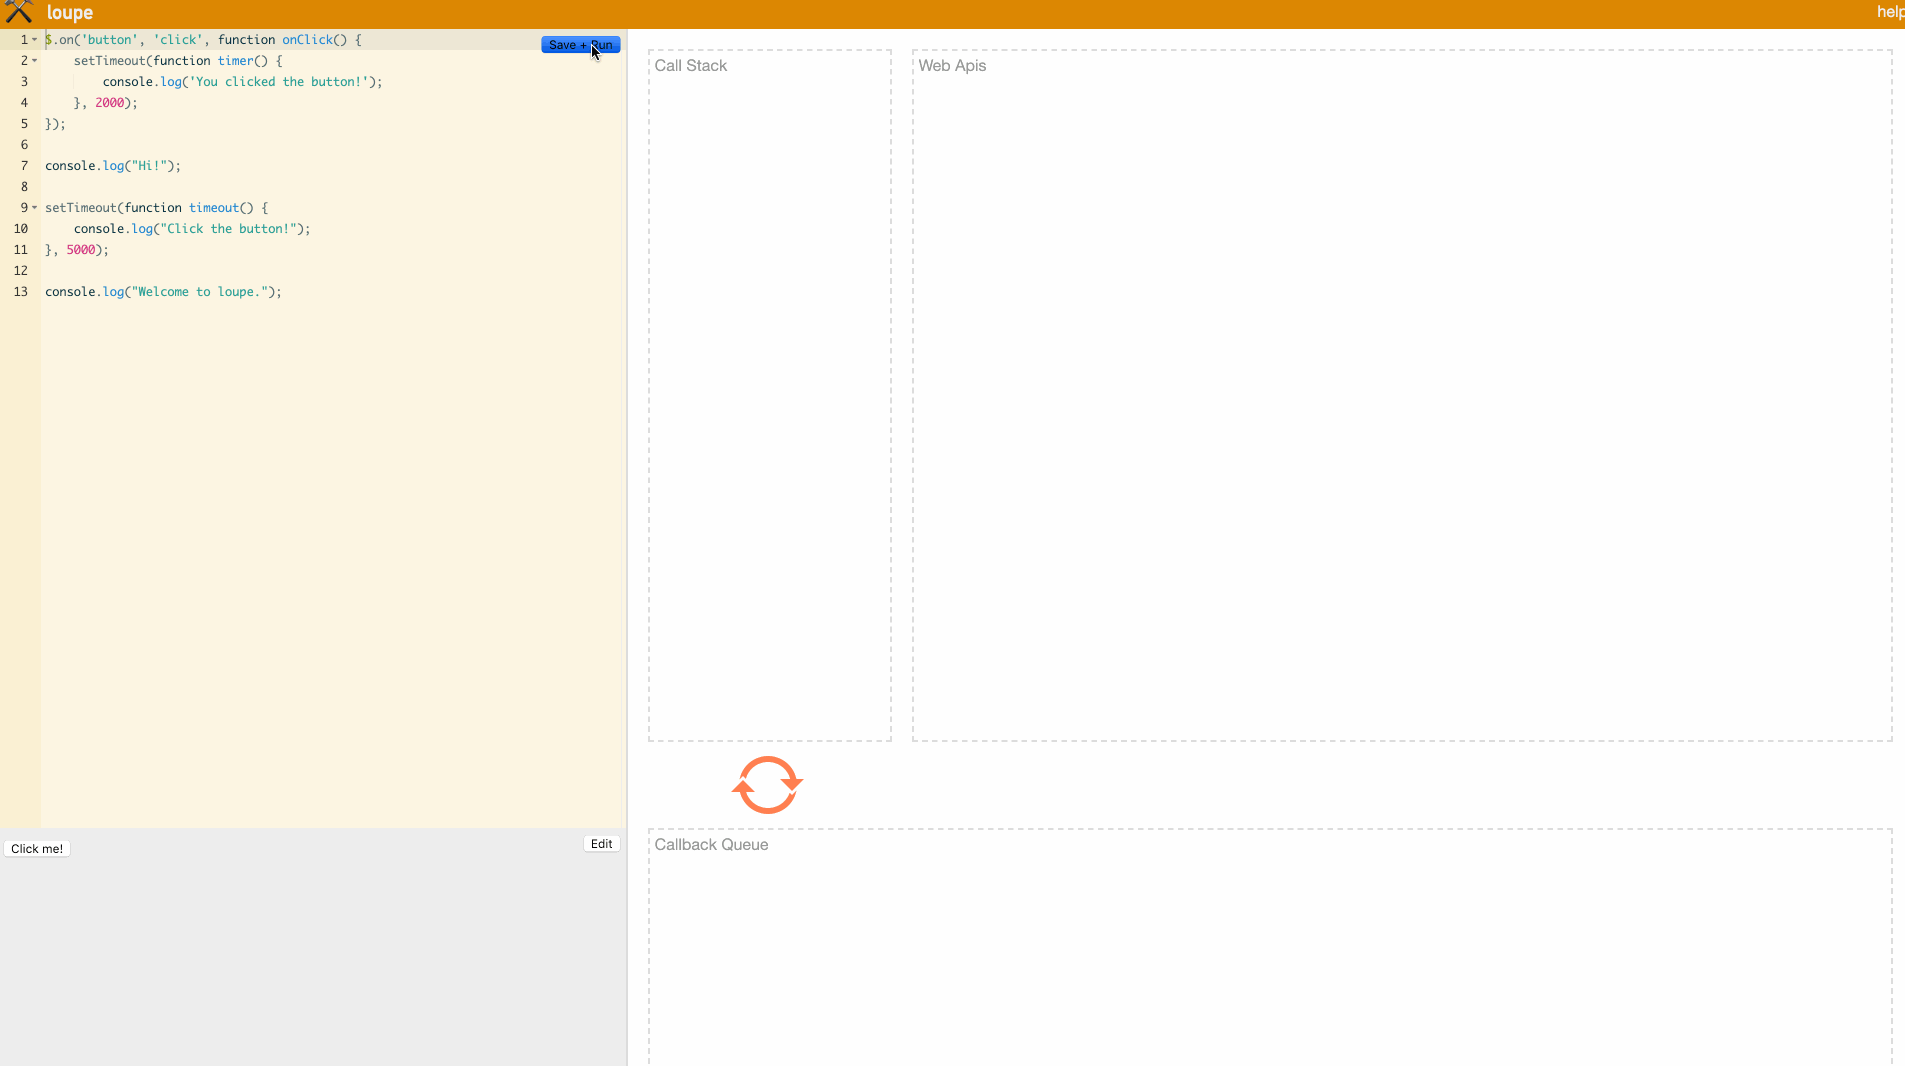 loupe
help
1 $.on('button', 'click', function onClick() {
2     setTimeout(function timer() {
3         console.log('You clicked the button!');
4     }, 2000);
5 });
6
7 console.log("Hi!");
8
9 setTimeout(function timeout() {
10     console.log("Click the button!");
11 }, 5000);
12
13 console.log("Welcome to loupe.");
Save + Run
Call Stack
Web Apis
Click me!
Edit
Callback Queue